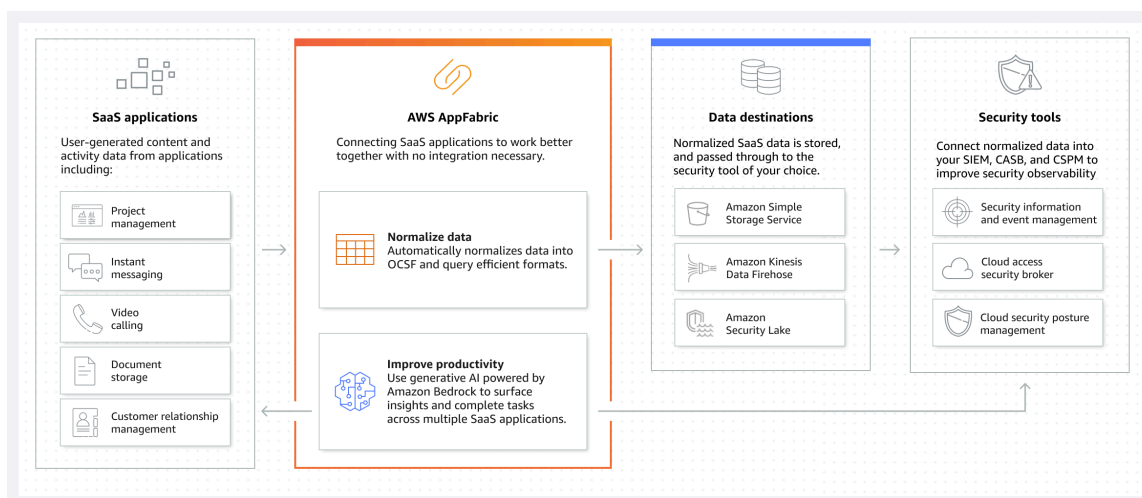 SaaS applications
User-generated content and
activity data from applications
including:
Project
management
Instant
messaging
Video
calling
Document
storage
Customer relationship
management
AWS AppFabric
Connecting SaaS applications to work better
together with no integration necessary.
Normalize data
Automatically normalizes data into
OCSF and query efficient formats.
Improve productivity
Use generative AI powered by
Amazon Bedrock to surface
insights and complete tasks
across multiple SaaS applications.
Data destinations
Normalized SaaS data is stored,
and passed through to the
security tool of your choice.
Amazon Simple
Storage Service
Amazon Kinesis
Data Firehose
Amazon
Security Lake
Security tools
Connect normalized data into
your SIEM, CASB, and CSPM to
improve security observability
Security information
and event management
Cloud access
security broker
Cloud security posture
management